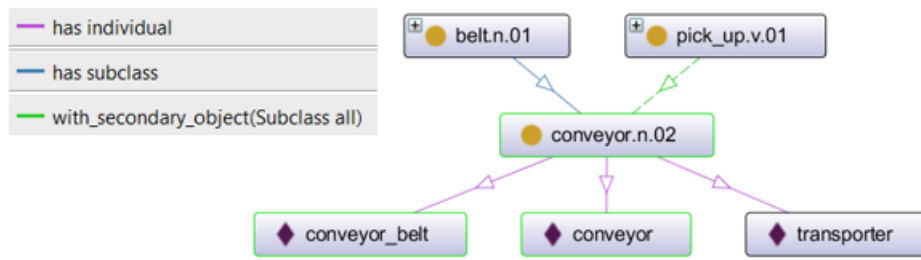 has individual
has subclass
with_secondary_object(Subclass all)
belt.n.01
pick_up.v.01
conveyor.n.02
conveyor_belt
conveyor
transporter